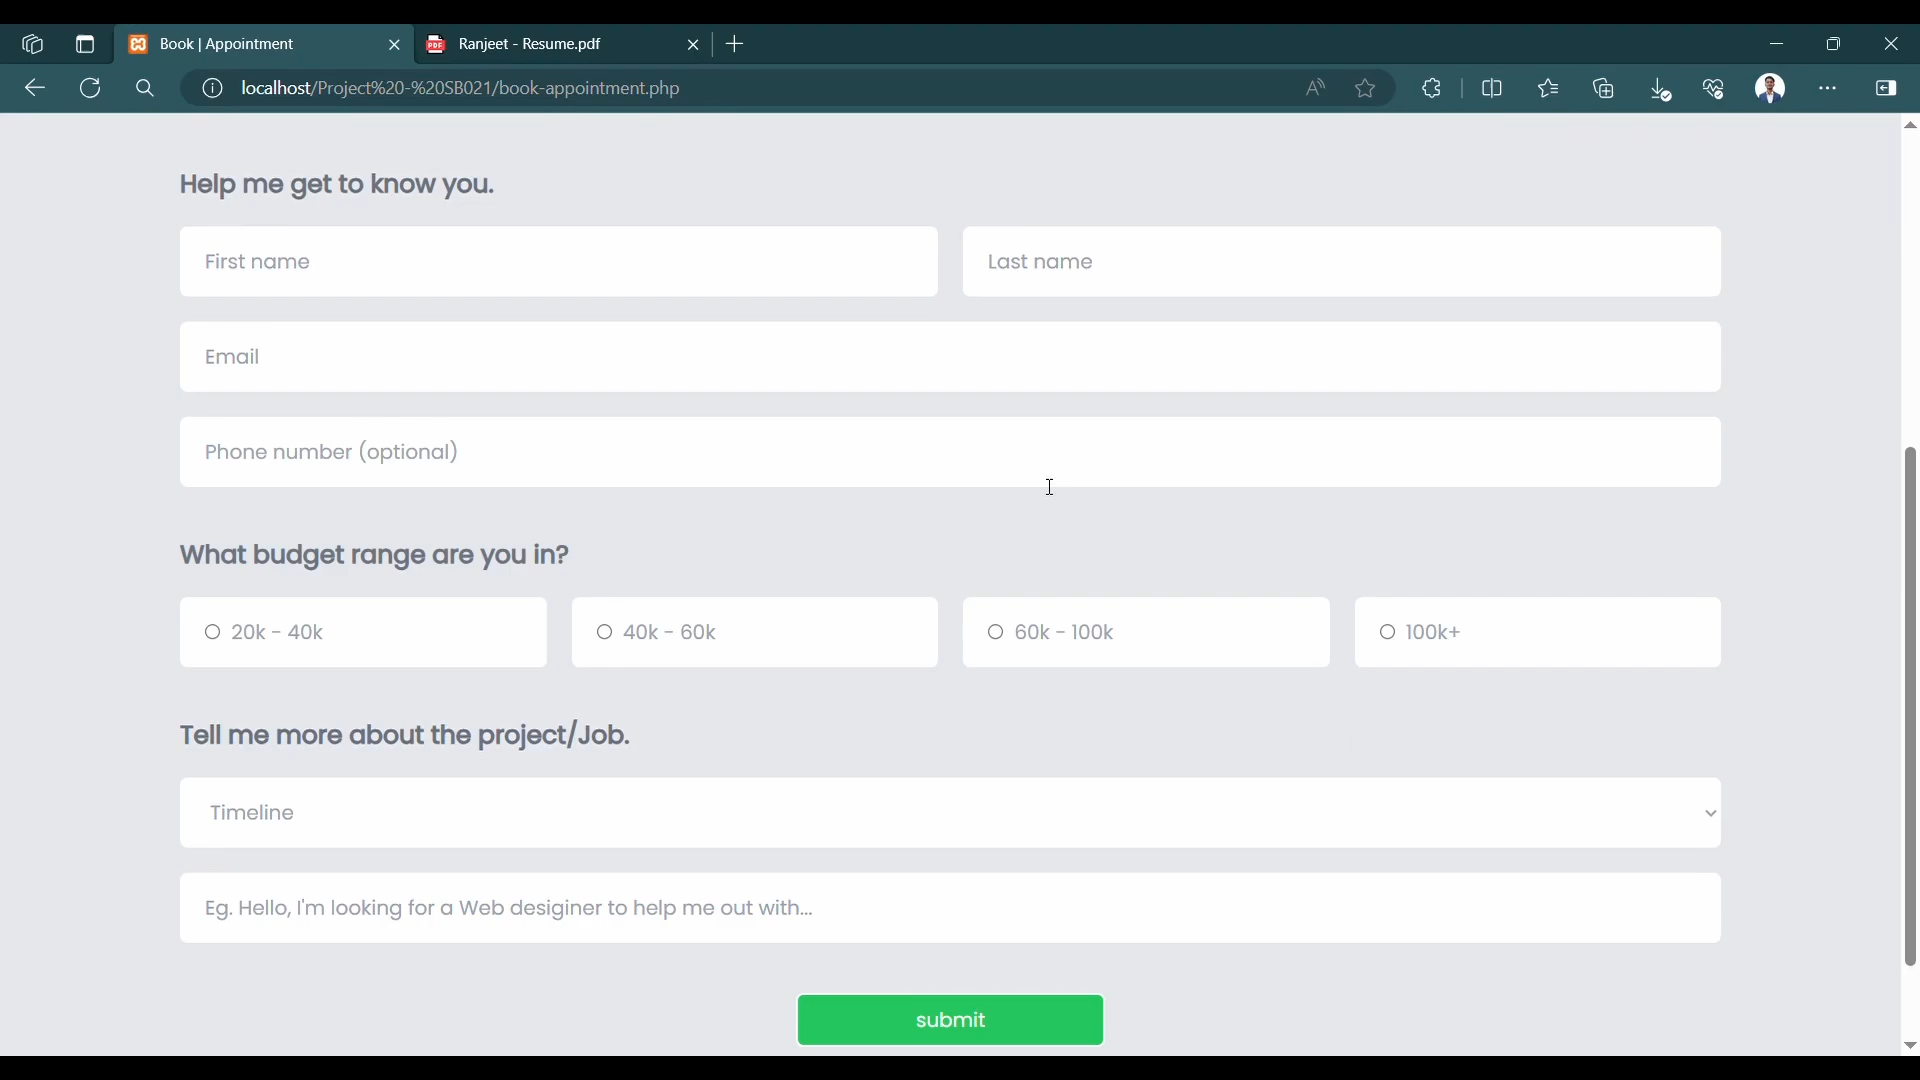 Book | Appointment
PDF
Ranjeet - Resume.pdf
localhost/Project%20-%20SB021/book-appointment.php
Help me get to know you.
First name
Last name
Email
Phone number (optional)
What budget range are you in?
20k - 40k
40k - 60k
60k - 100k
100k+
Tell me more about the project/Job.
Timeline
Eg. Hello, I'm looking for a Web desiginer to help me out with...
submit